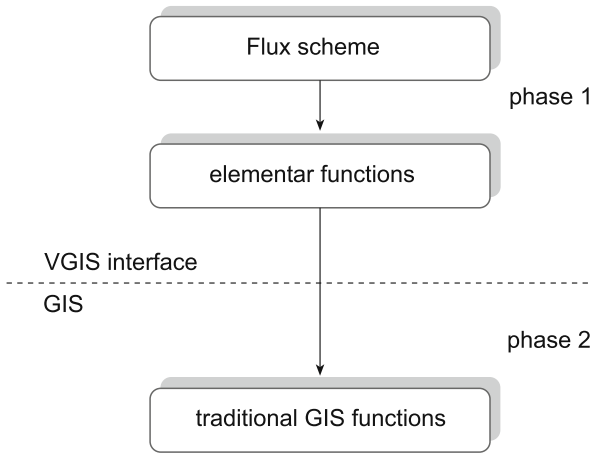 Flux scheme
phase 1
elementar functions
VGIS interface
GIS
phase 2
traditional GIS functions